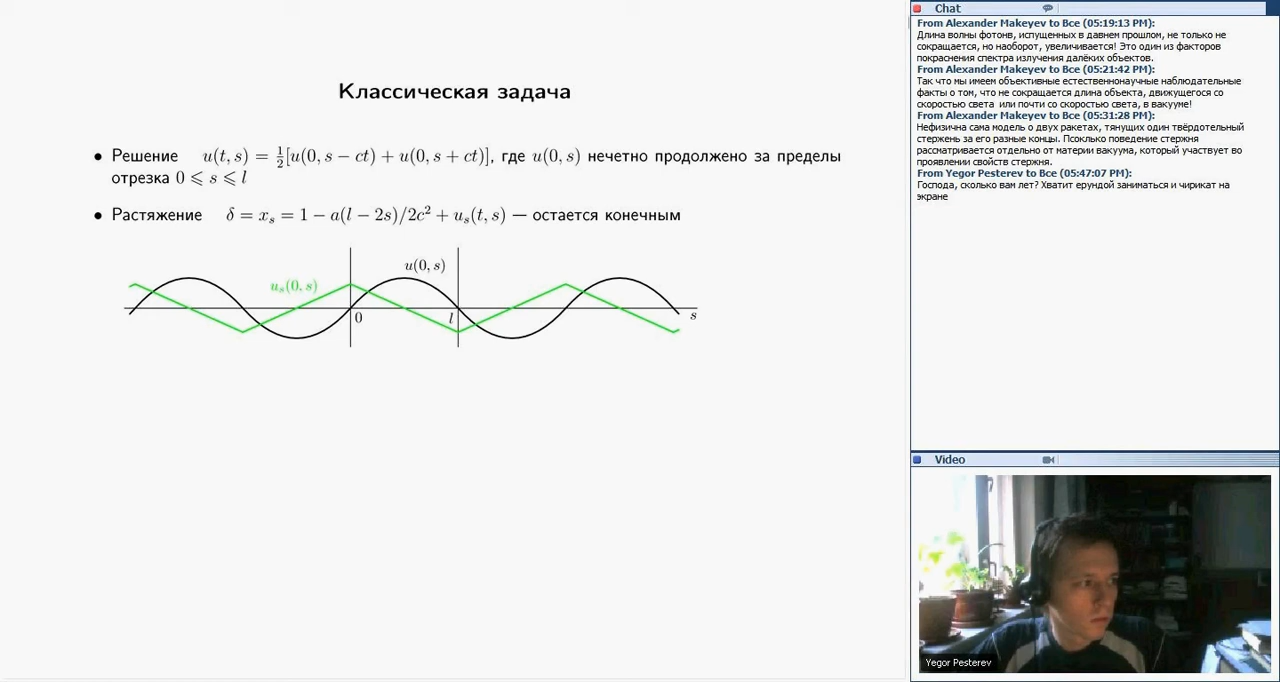 Классическая задача
• Решение u(t, s) = ½[u(0, s − ct) + u(0, s + ct)], где u(0, s) нечетно продолжено за пределы
отрезка 0 ⩽ s ⩽ l
• Растяжение δ = xₛ = 1 − a(l − 2s)/2c² + uₛ(t, s) — остается конечным
u(0, s)
uₛ(0, s)
0
l
s
Chat
From Alexander Makeyev to Все (05:19:13 PM):
Длина волны фотонв, испущенных в давнем прошлом, не только не
сокращается, но наоборот, увеличивается! Это один из факторов
покраснения спектра излучения далёких объектов.
From Alexander Makeyev to Все (05:21:42 PM):
Так что мы имеем объективные естественнонаучные наблюдательные
факты о том, что не сокращается длина объекта, движущегося со
скоростью света или почти со скоростью света, в вакууме!
From Alexander Makeyev to Все (05:31:28 PM):
Нефизична сама модель о двух ракетах, тянущих один твёрдотельный
стержень за его разные концы. Псоклько поведение стержня
рассматривается отдельно от материи вакуума, который участвует во
проявлении свойств стержня.
From Yegor Pesterev to Все (05:47:07 PM):
Господа, сколько вам лет? Хватит ерундой заниматься и чирикат на
экране
Video
Yegor Pesterev